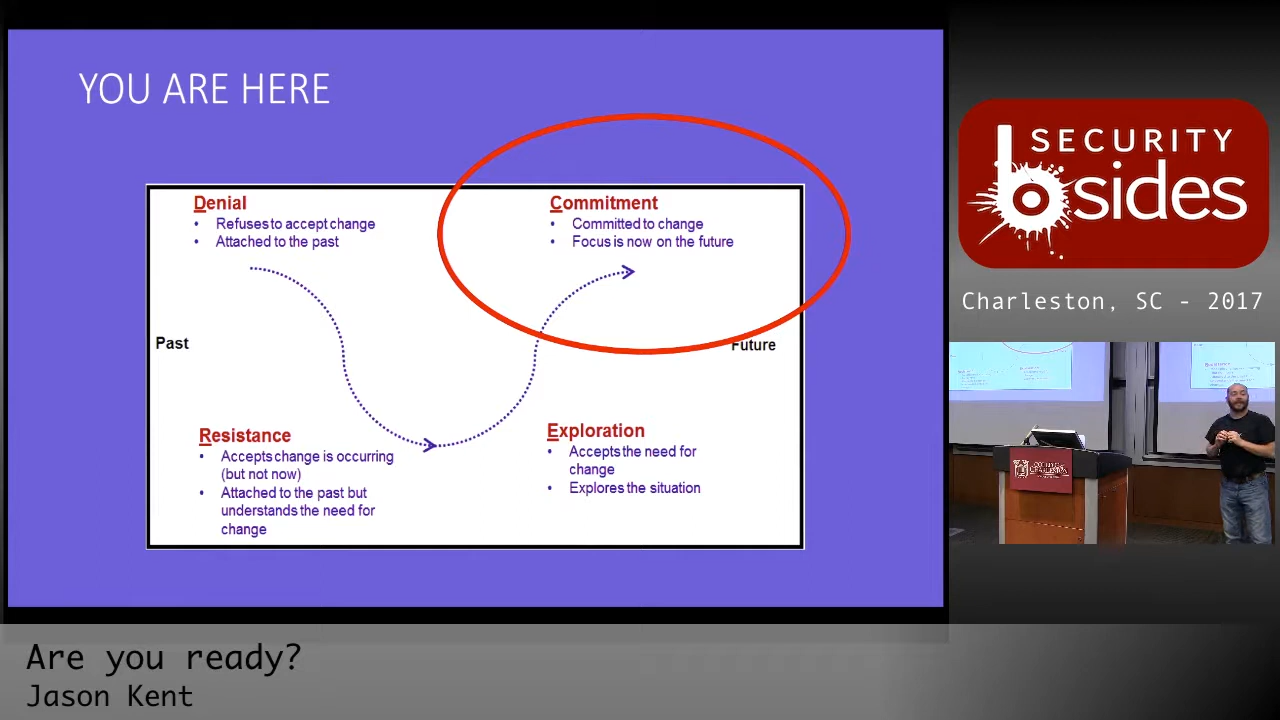 YOU ARE HERE
Denial
• Refuses to accept change
• Attached to the past
Commitment
• Committed to change
• Focus is now on the future
Past
Future
Resistance
• Accepts change is occurring
(but not now)
• Attached to the past but
understands the need for
change
Exploration
• Accepts the need for
change
• Explores the situation
SECURITY
bsides
Charleston, SC - 2017
Are you ready?
Jason Kent